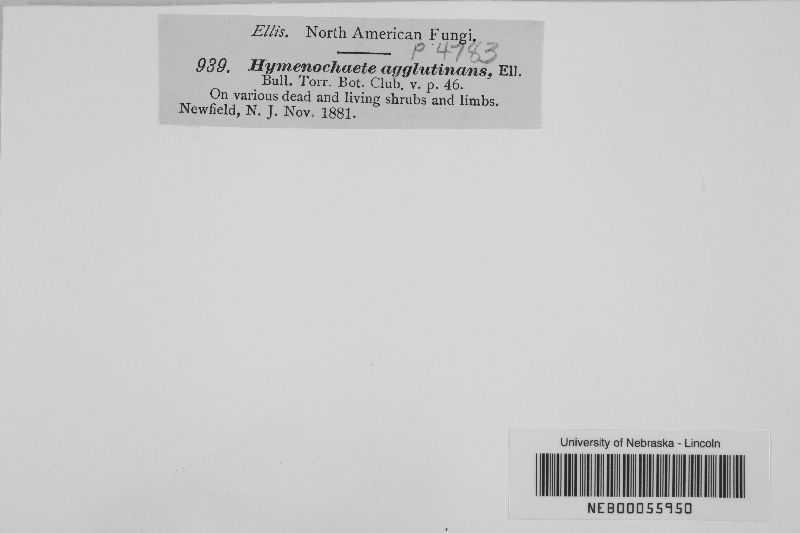 Ellis. North American Fungi.
p 4783
939. Hymenochaete agglutinans, Ell.
Bull. Torr. Bot. Club. v. p. 46.
On various dead and living shrubs and limbs.
Newfield, N. J. Nov. 1881.
University of Nebraska - Lincoln
NEB00055950